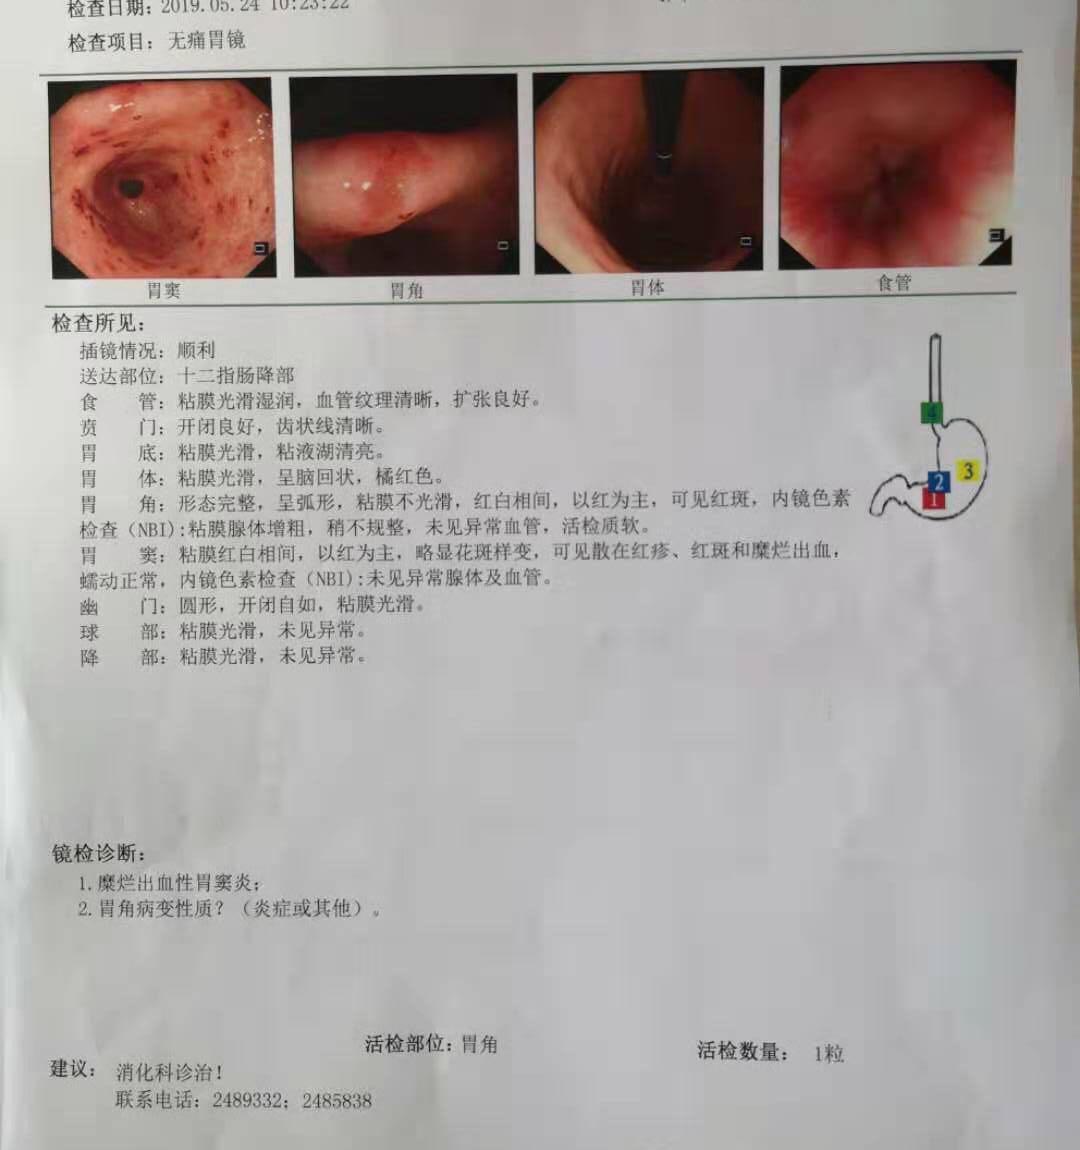 检查日期：2019.05.24 10:23:22
检查项目：无痛胃镜
胃窦
胃角
胃体
食管
检查所见：
插镜情况：顺利
送达部位：十二指肠降部
食　　管：粘膜光滑湿润，血管纹理清晰，扩张良好。
贲　　门：开闭良好，齿状线清晰。
胃　　底：粘膜光滑，粘液湖清亮。
胃　　体：粘膜光滑，呈脑回状，橘红色。
胃　　角：形态完整，呈弧形，粘膜不光滑，红白相间，以红为主，可见红斑，内镜色素
检查（NBI）:粘膜腺体增粗，稍不规整，未见异常血管，活检质软。
胃　　窦：粘膜红白相间，以红为主，略显花斑样变，可见散在红疹、红斑和糜烂出血，
蠕动正常，内镜色素检查（NBI）:未见异常腺体及血管。
幽　　门：圆形，开闭自如，粘膜光滑。
球　　部：粘膜光滑，未见异常。
降　　部：粘膜光滑，未见异常。
4
3
2
1
镜检诊断：
1.糜烂出血性胃窦炎；
2.胃角病变性质？（炎症或其他）。
活检部位：胃角
活检数量：　1粒
建议：　消化科诊治！
联系电话：2489332；2485838